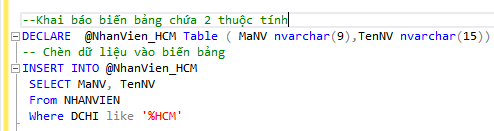 --Khai báo biến bảng chứa 2 thuộc tính
DECLARE @NhanVien_HCM Table ( MaNV nvarchar(9),TenNV nvarchar(15))
-- Chèn dữ liệu vào biến bảng
INSERT INTO @NhanVien_HCM
SELECT MaNV, TenNV
From NHANVIEN
Where DCHI like '%HCM'